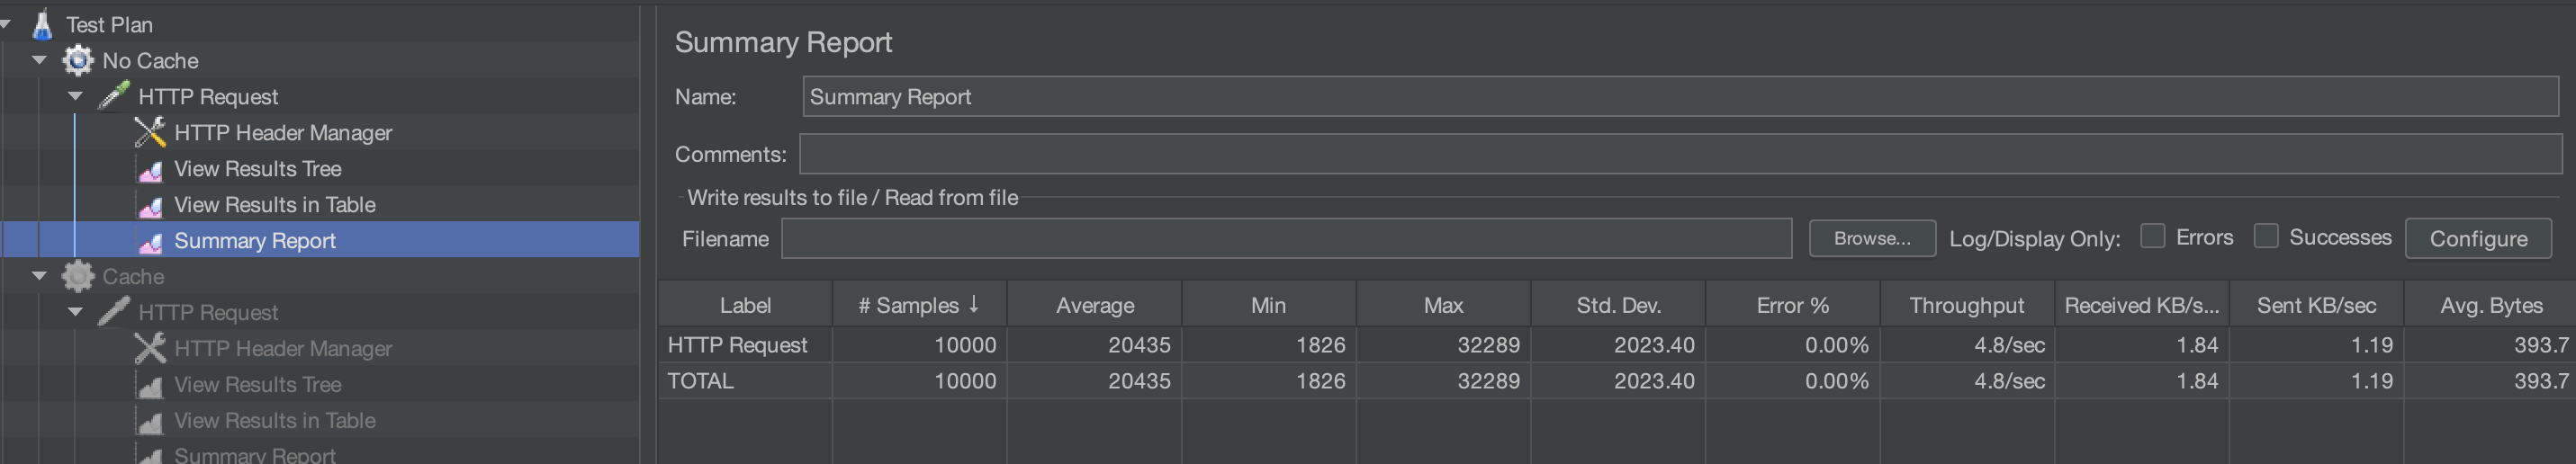 Test Plan
No Cache
HTTP Request
HTTP Header Manager
View Results Tree
View Results in Table
Summary Report
Cache
HTTP Request
HTTP Header Manager
View Results Tree
View Results in Table
Summary Report
Summary Report
Name: Summary Report
Comments:
Write results to file / Read from file
Filename Browse... Log/Display Only: Errors Successes Configure
Label # Samples ↓ Average Min Max Std. Dev. Error % Throughput Received KB/s... Sent KB/sec Avg. Bytes
HTTP Request 10000 20435 1826 32289 2023.40 0.00% 4.8/sec 1.84 1.19 393.7
TOTAL 10000 20435 1826 32289 2023.40 0.00% 4.8/sec 1.84 1.19 393.7